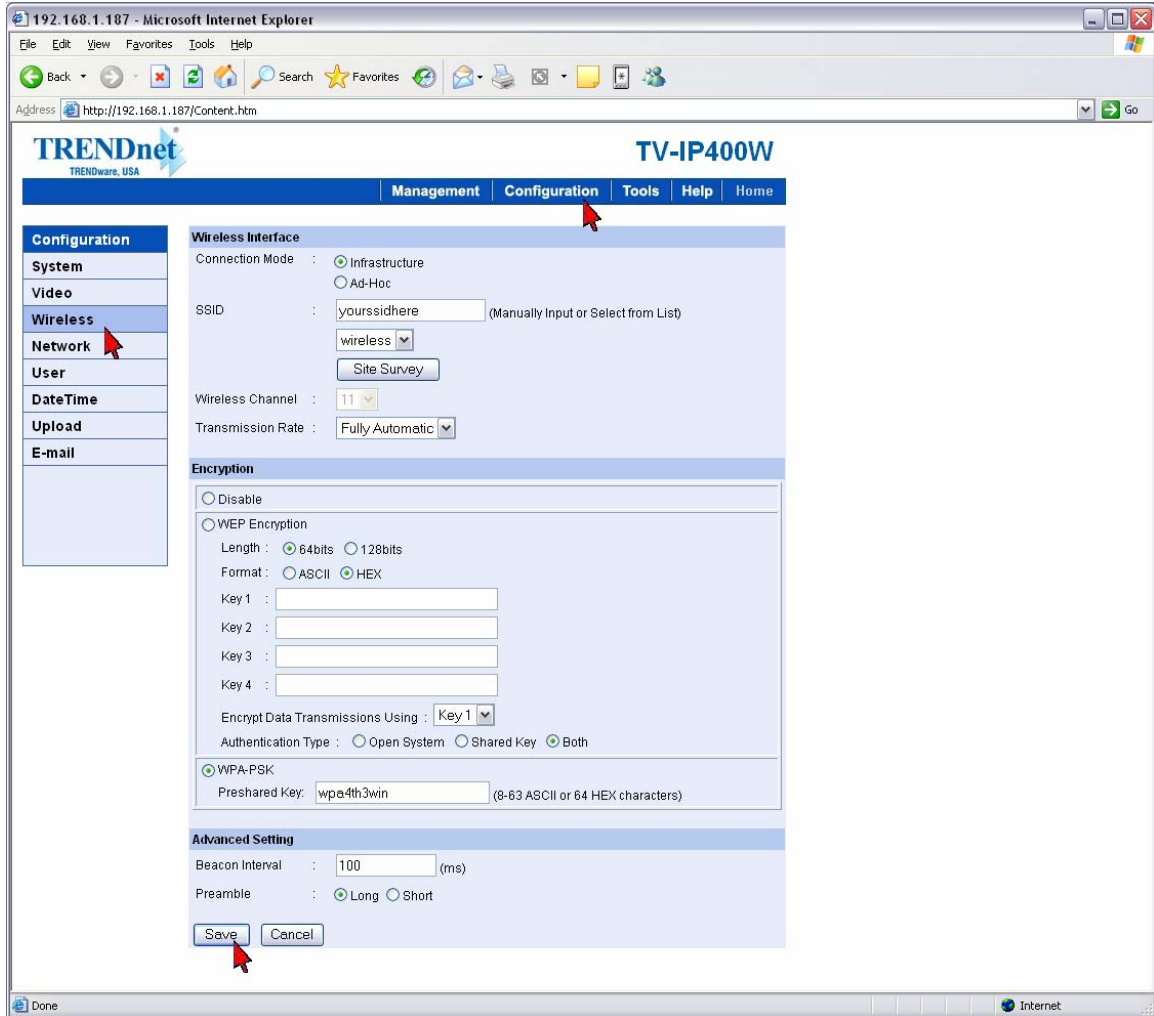 192.168.1.187 - Microsoft Internet Explorer
File Edit View Favorites Tools Help
Back Search Favorites
Address http://192.168.1.187/Content.htm Go
TRENDnet
TRENDware, USA
TV-IP400W
Management Configuration Tools Help Home
Configuration
System
Video
Wireless
Network
User
DateTime
Upload
E-mail
Wireless Interface
Connection Mode : Infrastructure
Ad-Hoc
SSID : yourssidhere (Manually Input or Select from List)
wireless
Site Survey
Wireless Channel : 11
Transmission Rate : Fully Automatic
Encryption
Disable
WEP Encryption
Length : 64bits 128bits
Format : ASCII HEX
Key 1 :
Key 2 :
Key 3 :
Key 4 :
Encrypt Data Transmissions Using : Key 1
Authentication Type : Open System Shared Key Both
WPA-PSK
Preshared Key: wpa4th3win (8-63 ASCII or 64 HEX characters)
Advanced Setting
Beacon Interval : 100 (ms)
Preamble : Long Short
Save Cancel
Done Internet